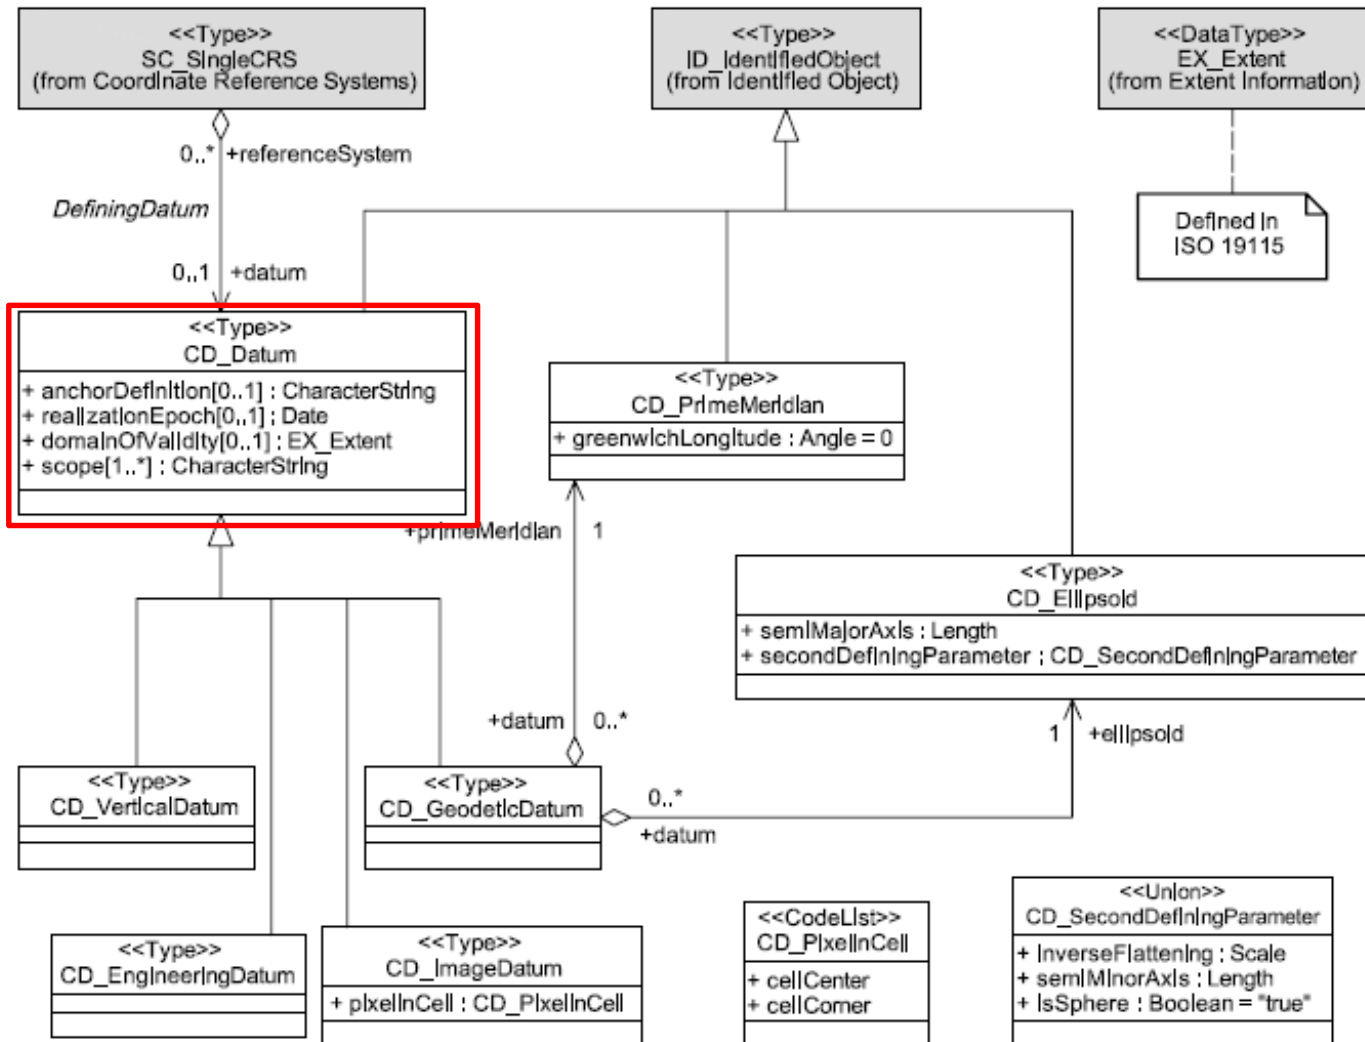 <<Type>>
SC_SingleCRS
(from Coordinate Reference Systems)
<<Type>>
ID_IdentifiedObject
(from Identified Object)
<<DataType>>
EX_Extent
(from Extent Information)
0..* +referenceSystem
DefiningDatum
0..1 +datum
Defined in
ISO 19115
<<Type>>
CD_Datum
+ anchorDefinition[0..1] : CharacterString
+ realizationEpoch[0..1] : Date
+ domainOfValidity[0..1] : EX_Extent
+ scope[1..*] : CharacterString
<<Type>>
CD_PrimeMeridian
+ greenwichLongitude : Angle = 0
+primeMeridian 1
<<Type>>
CD_Ellipsoid
+ semiMajorAxis : Length
+ secondDefiningParameter : CD_SecondDefiningParameter
+datum 0..*
1 +ellipsoid
<<Type>>
CD_VerticalDatum
<<Type>>
CD_GeodeticDatum
0..*
+datum
<<Type>>
CD_EngineeringDatum
<<Type>>
CD_ImageDatum
+ pixelInCell : CD_PixelInCell
<<CodeList>>
CD_PixelInCell
+ cellCenter
+ cellCorner
<<Union>>
CD_SecondDefiningParameter
+ inverseFlattening : Scale
+ semiMinorAxis : Length
+ isSphere : Boolean = "true"